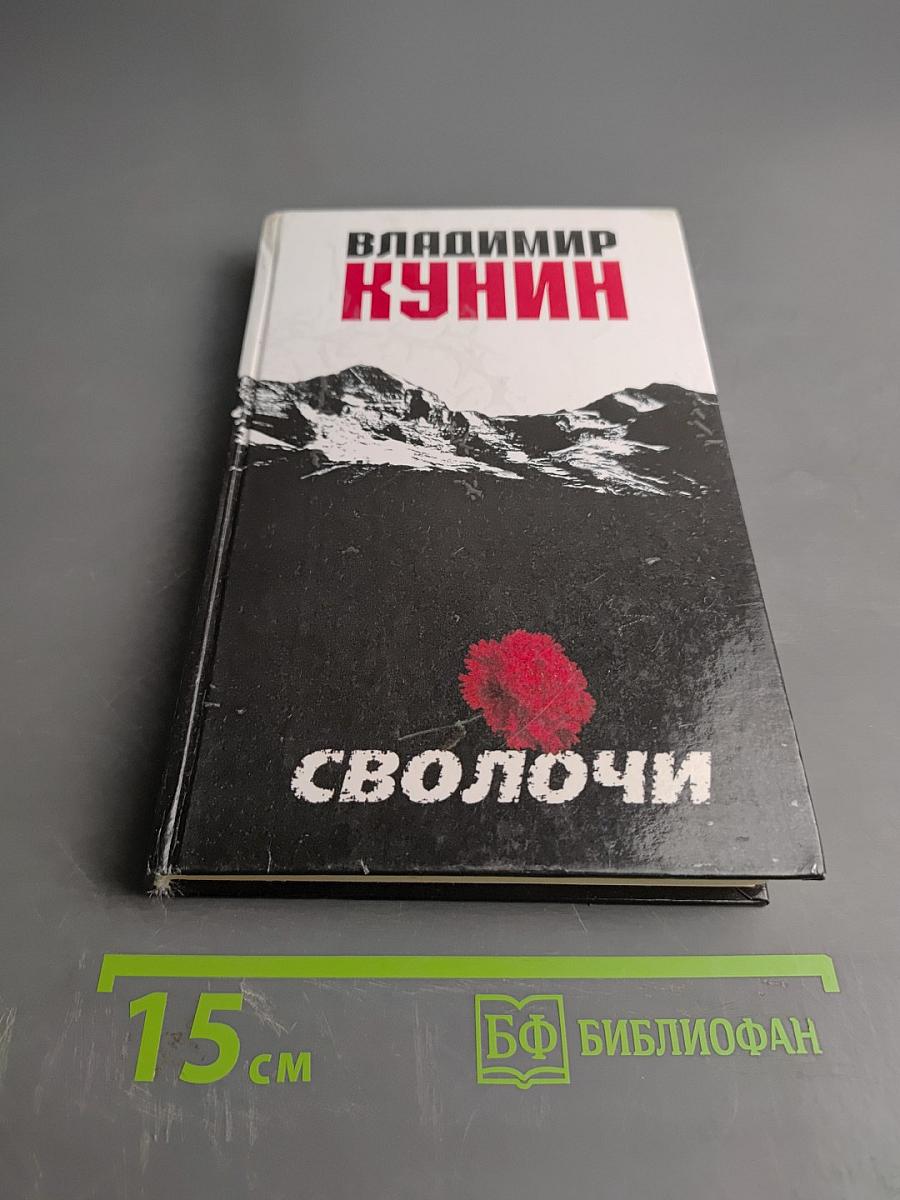 ВЛАДИМИР
КУНИН
СВОЛОЧИ
15 см
БФ БИБЛИОФАН